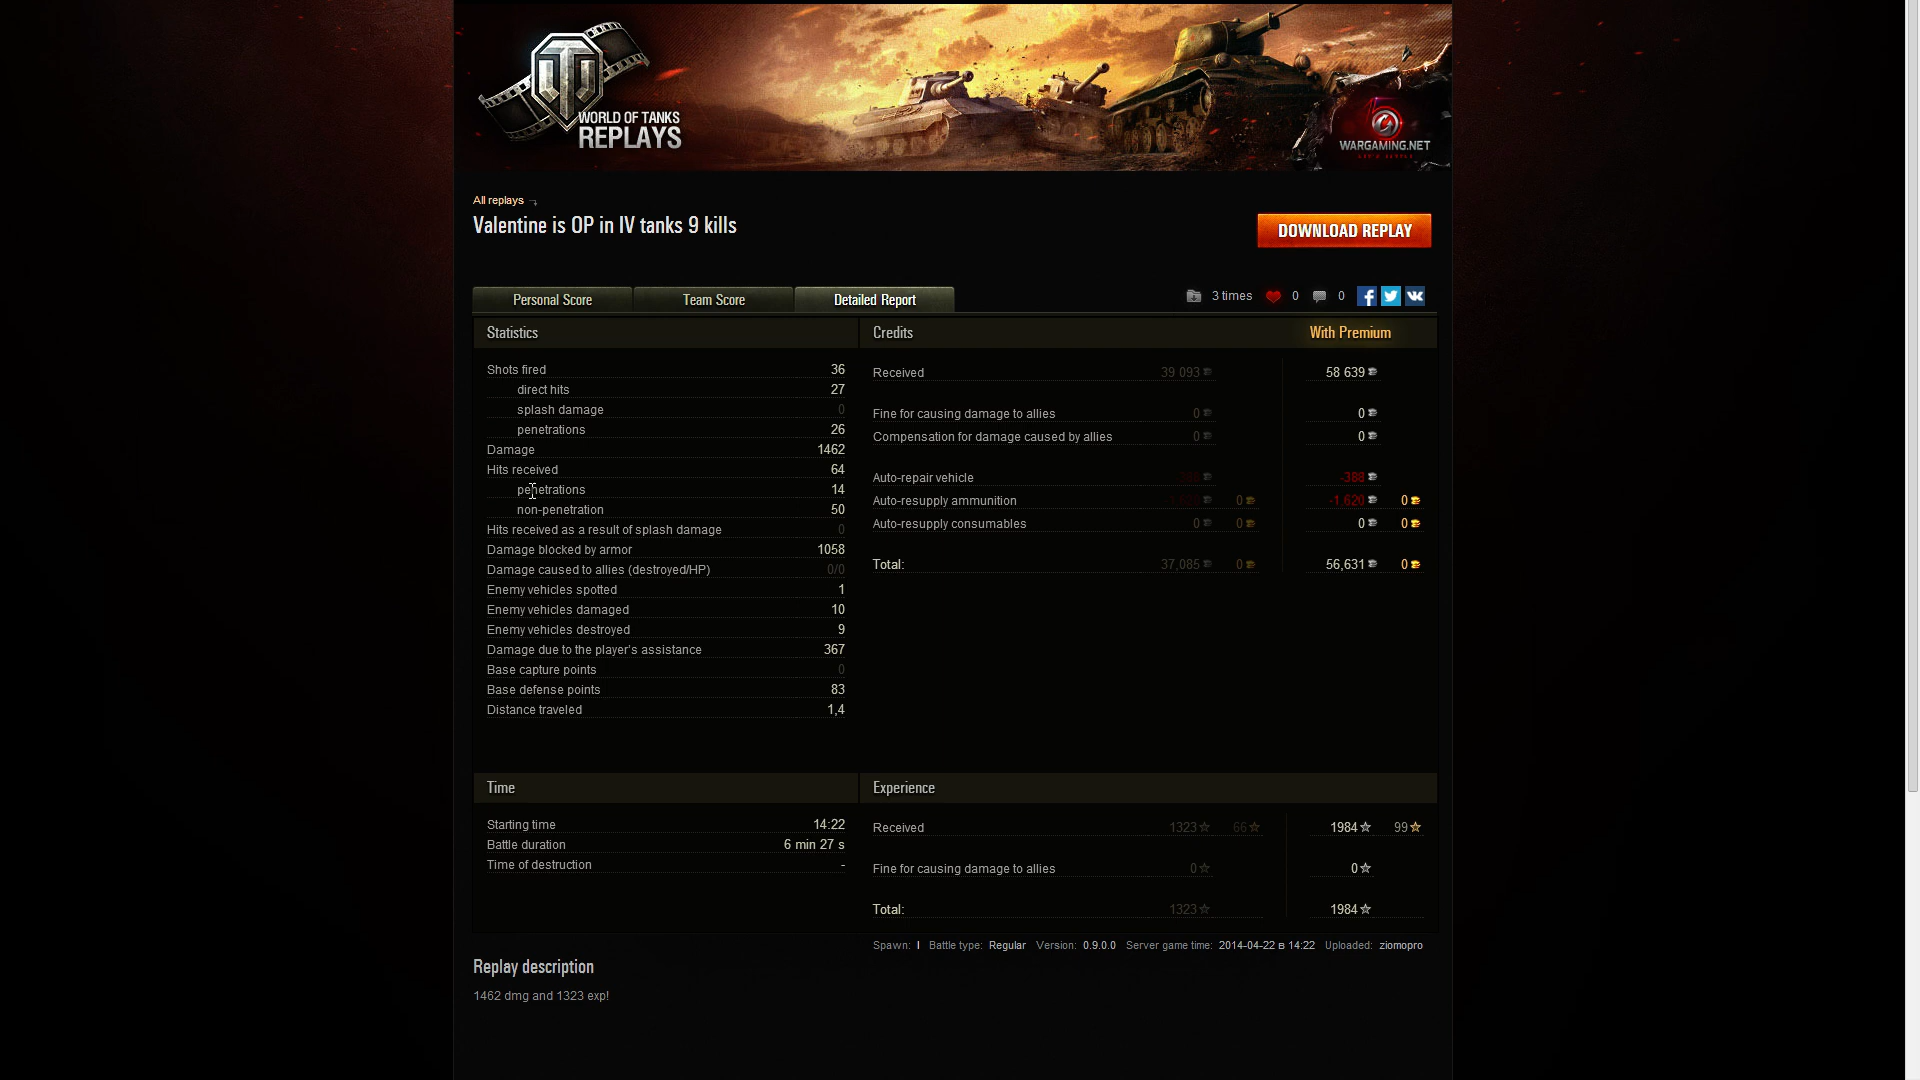 WORLD OF TANKS
REPLAYS
WARGAMING.NET
All replays
Valentine is OP in IV tanks 9 kills
DOWNLOAD REPLAY
Personal Score Team Score Detailed Report 3 times 0 0
Statistics
Shots fired 36
direct hits 27
splash damage 0
penetrations 26
Damage 1462
Hits received 64
penetrations 14
non-penetration 50
Hits received as a result of splash damage 0
Damage blocked by armor 1058
Damage caused to allies (destroyed/HP) 0/0
Enemy vehicles spotted 1
Enemy vehicles damaged 10
Enemy vehicles destroyed 9
Damage due to the player's assistance 367
Base capture points 0
Base defense points 83
Distance traveled 1,4
Credits With Premium
Received 39 093 58 639
Fine for causing damage to allies 0 0
Compensation for damage caused by allies 0 0
Auto-repair vehicle -388 -388
Auto-resupply ammunition -1,620 0 -1,620 0
Auto-resupply consumables 0 0 0 0
Total: 37,085 0 56,631 0
Time
Starting time 14:22
Battle duration 6 min 27 s
Time of destruction -
Experience
Received 1323 66 1984 99
Fine for causing damage to allies 0 0
Total: 1323 1984
Spawn: I Battle type: Regular Version: 0.9.0.0 Server game time: 2014-04-22 в 14:22 Uploaded: ziomopro
Replay description
1462 dmg and 1323 exp!